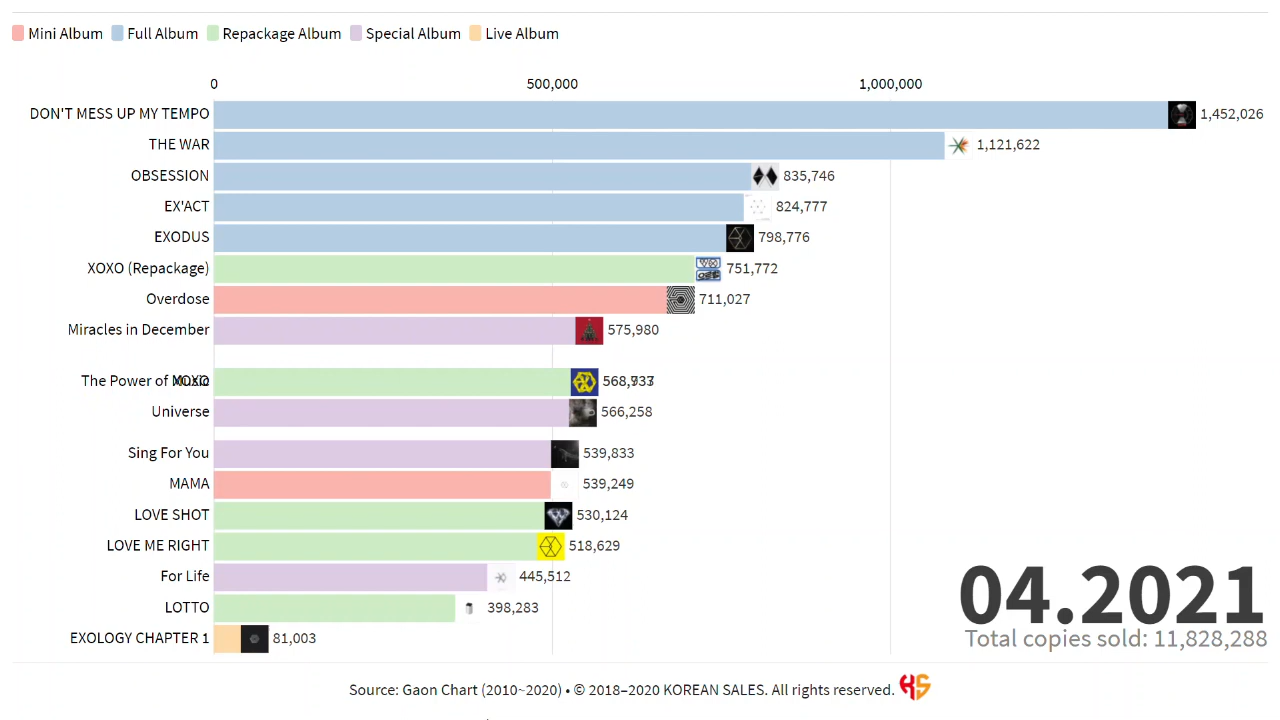 Mini Album Full Album Repackage Album Special Album Live Album
0 500,000 1,000,000
DON'T MESS UP MY TEMPO 1,452,026
THE WAR 1,121,622
OBSESSION 835,746
EX'ACT 824,777
EXODUS 798,776
XOXO (Repackage) 751,772
Overdose 711,027
Miracles in December 575,980
The Power of
Universe 566,258
Sing For You 539,833
MAMA 539,249
LOVE SHOT 530,124
LOVE ME RIGHT 518,629
For Life 445,512
LOTTO 398,283
EXOLOGY CHAPTER 1 81,003
04.2021
Total copies sold: 11,828,288
Source: Gaon Chart (2010~2020) • © 2018–2020 KOREAN SALES. All rights reserved. KS